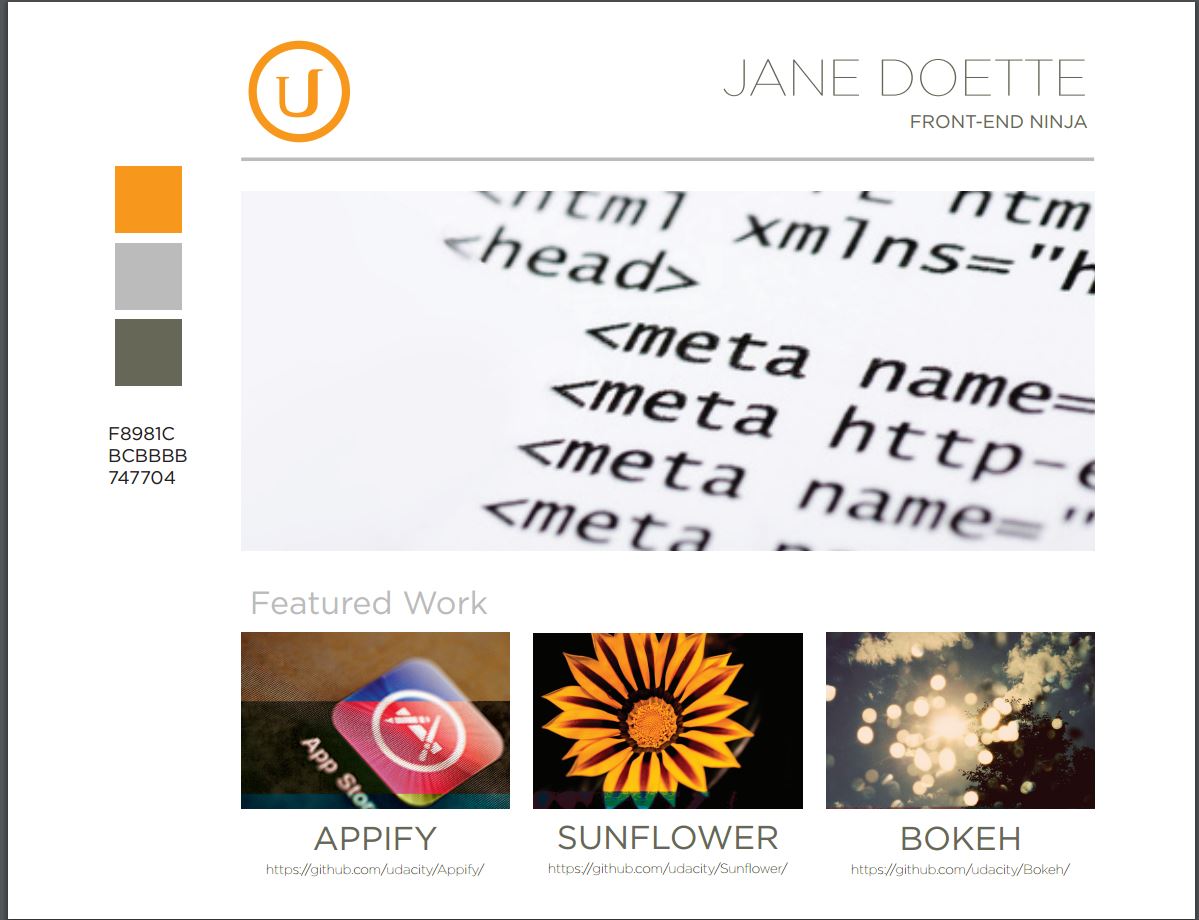 U
JANE DOETTE
FRONT-END NINJA
F8981C
BCBBBB
747704
<html
htm
<head>
xmlns="h
<meta name=
<meta http-e
<meta name="
<meta
Featured Work
App Stor
APPIFY
https://github.com/udacity/Appify/
SUNFLOWER
https://github.com/udacity/Sunflower/
BOKEH
https://github.com/udacity/Bokeh/